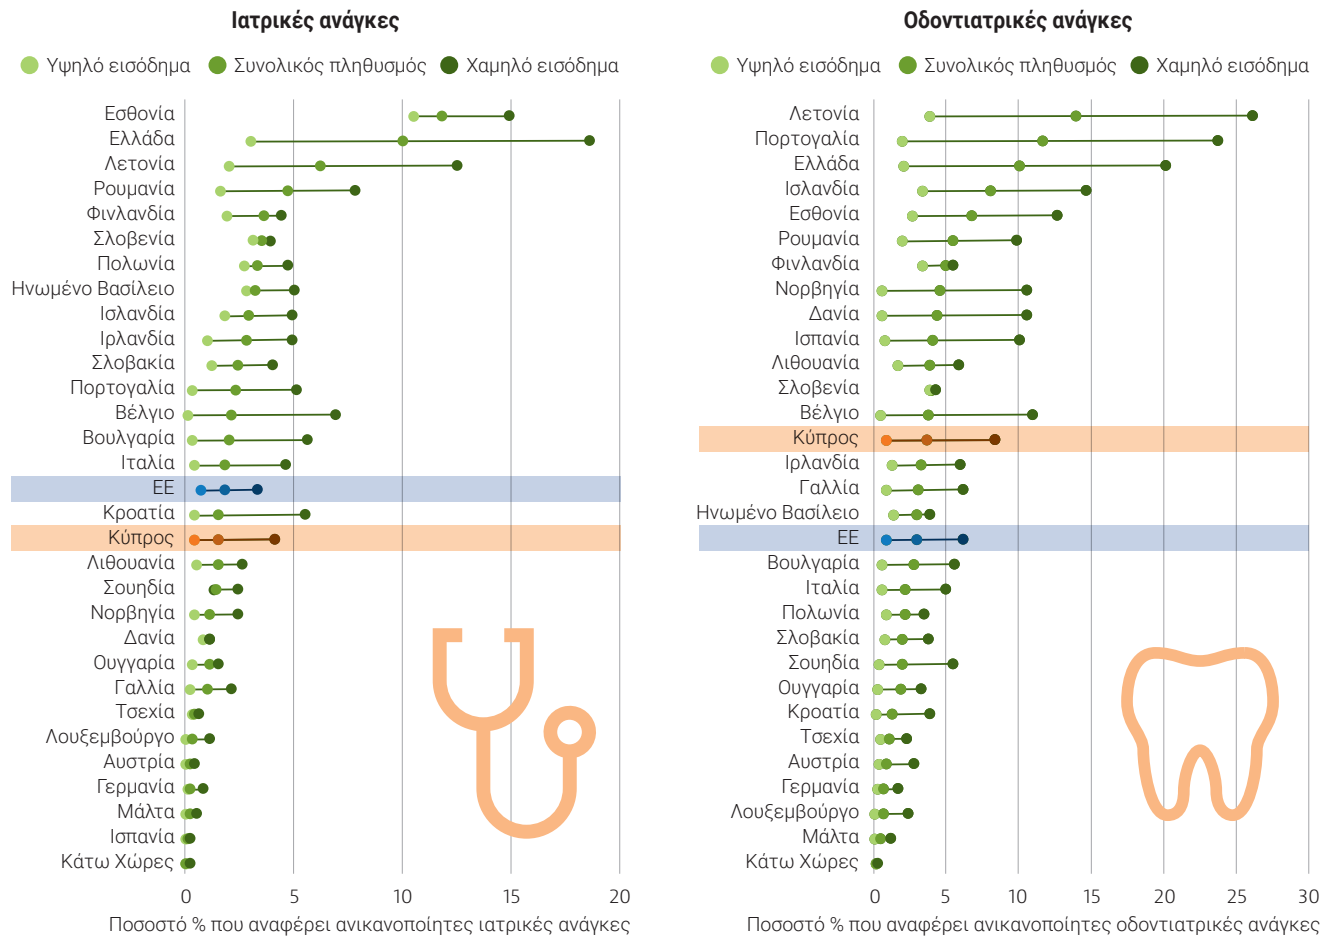 Ιατρικές ανάγκες
Υψηλό εισόδημα Συνολικός πληθυσμός Χαμηλό εισόδημα
Εσθονία
Ελλάδα
Λετονία
Ρουμανία
Φινλανδία
Σλοβενία
Πολωνία
Ηνωμένο Βασίλειο
Ισλανδία
Ιρλανδία
Σλοβακία
Πορτογαλία
Βέλγιο
Βουλγαρία
Ιταλία
ΕΕ
Κροατία
Κύπρος
Λιθουανία
Σουηδία
Νορβηγία
Δανία
Ουγγαρία
Γαλλία
Τσεχία
Λουξεμβούργο
Αυστρία
Γερμανία
Μάλτα
Ισπανία
Κάτω Χώρες
0 5 10 15 20
Ποσοστό % που αναφέρει ανικανοποίητες ιατρικές ανάγκες
Οδοντιατρικές ανάγκες
Υψηλό εισόδημα Συνολικός πληθυσμός Χαμηλό εισόδημα
Λετονία
Πορτογαλία
Ελλάδα
Ισλανδία
Εσθονία
Ρουμανία
Φινλανδία
Νορβηγία
Δανία
Ισπανία
Λιθουανία
Σλοβενία
Βέλγιο
Κύπρος
Ιρλανδία
Γαλλία
Ηνωμένο Βασίλειο
ΕΕ
Βουλγαρία
Ιταλία
Πολωνία
Σλοβακία
Σουηδία
Ουγγαρία
Κροατία
Τσεχία
Αυστρία
Γερμανία
Λουξεμβούργο
Μάλτα
Κάτω Χώρες
0 5 10 15 20 25 30
Ποσοστό % που αναφέρει ανικανοποίητες οδοντιατρικές ανάγκες